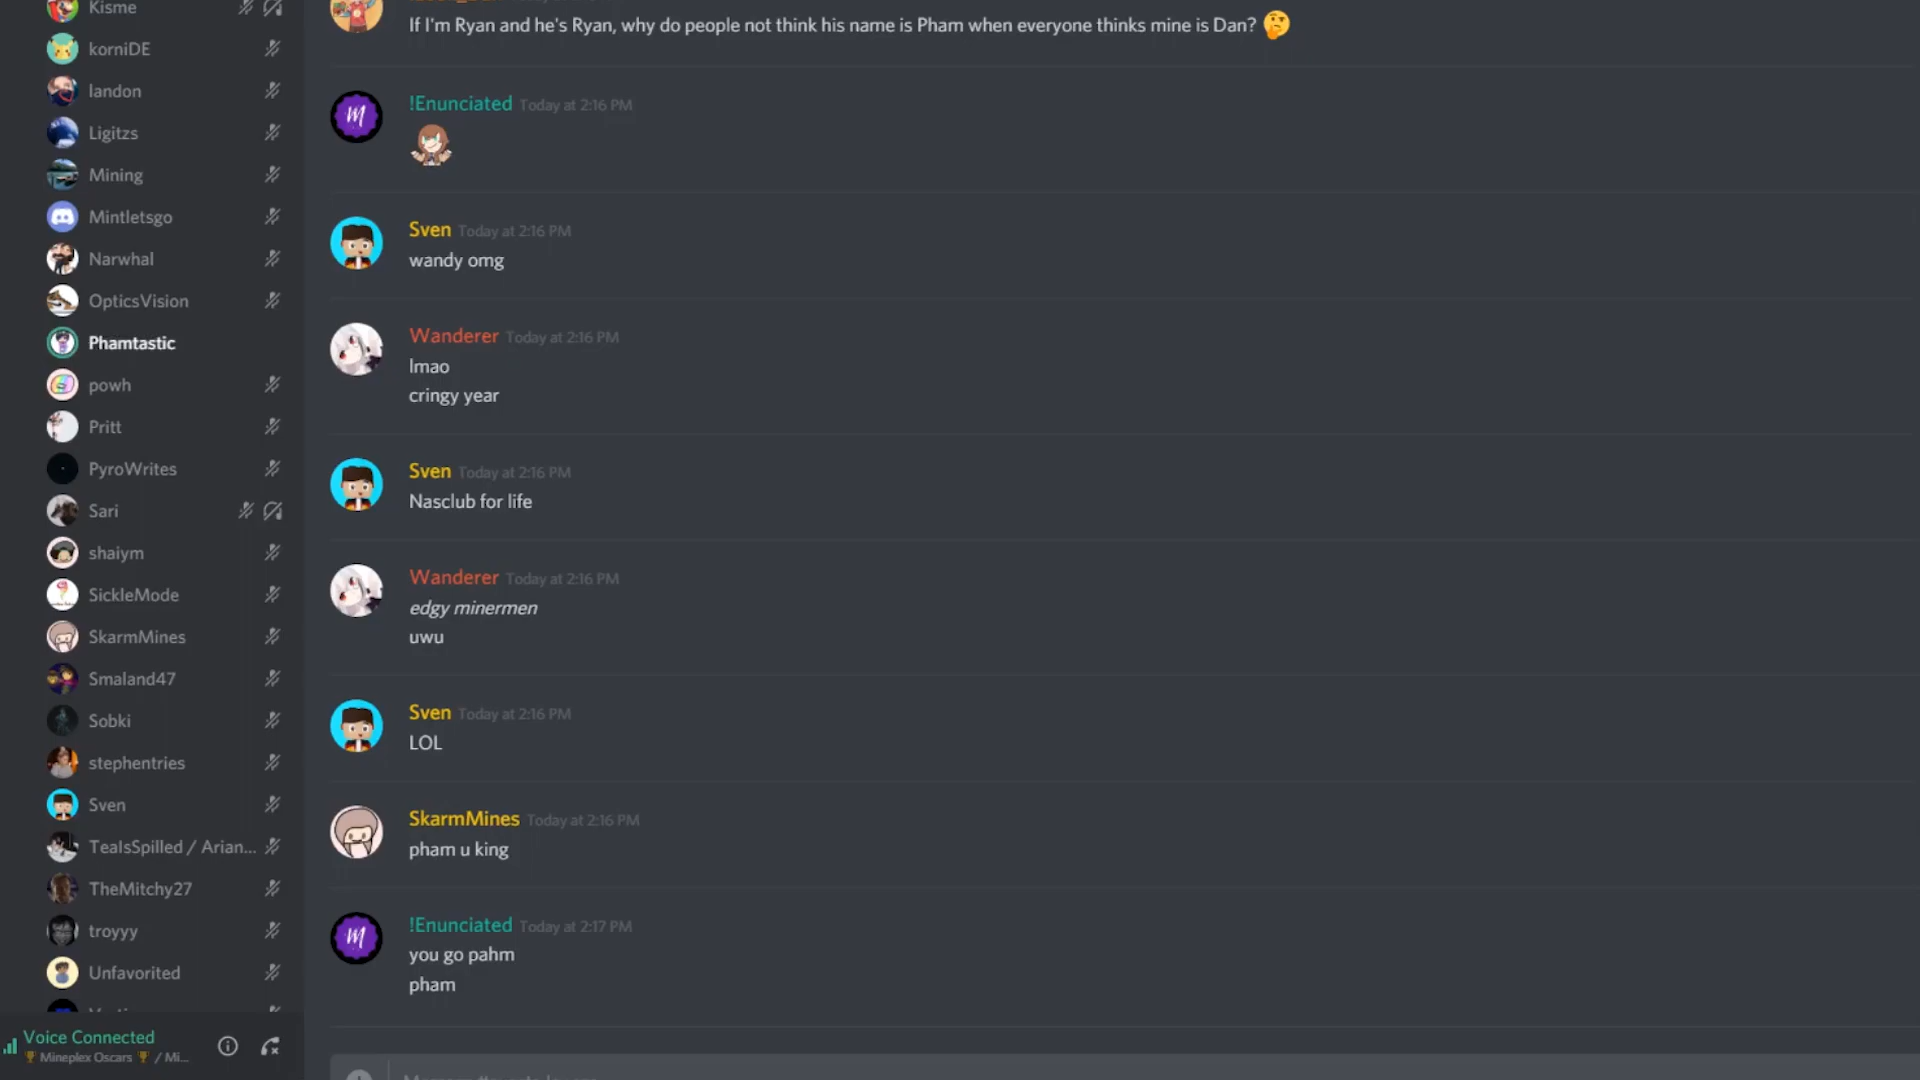 Kisme
korniDE
landon
Ligitzs
Mining
Mintletsgo
Narwhal
OpticsVision
Phamtastic
powh
Pritt
PyroWrites
Sari
shaiym
SickleMode
SkarmMines
Smaland47
Sobki
stephentries
Sven
TeaIsSpilled / Arian...
TheMitchy27
troyyy
Unfavorited
Voice Connected
Mineplex Oscars / Mi...
If I'm Ryan and he's Ryan, why do people not think his name is Pham when everyone thinks mine is Dan? 🤔
!Enunciated Today at 2:16 PM
Sven Today at 2:16 PM
wandy omg
Wanderer Today at 2:16 PM
lmao
cringy year
Sven Today at 2:16 PM
Nasclub for life
Wanderer Today at 2:16 PM
edgy minermen
uwu
Sven Today at 2:16 PM
LOL
SkarmMines Today at 2:16 PM
pham u king
!Enunciated Today at 2:17 PM
you go pahm
pham